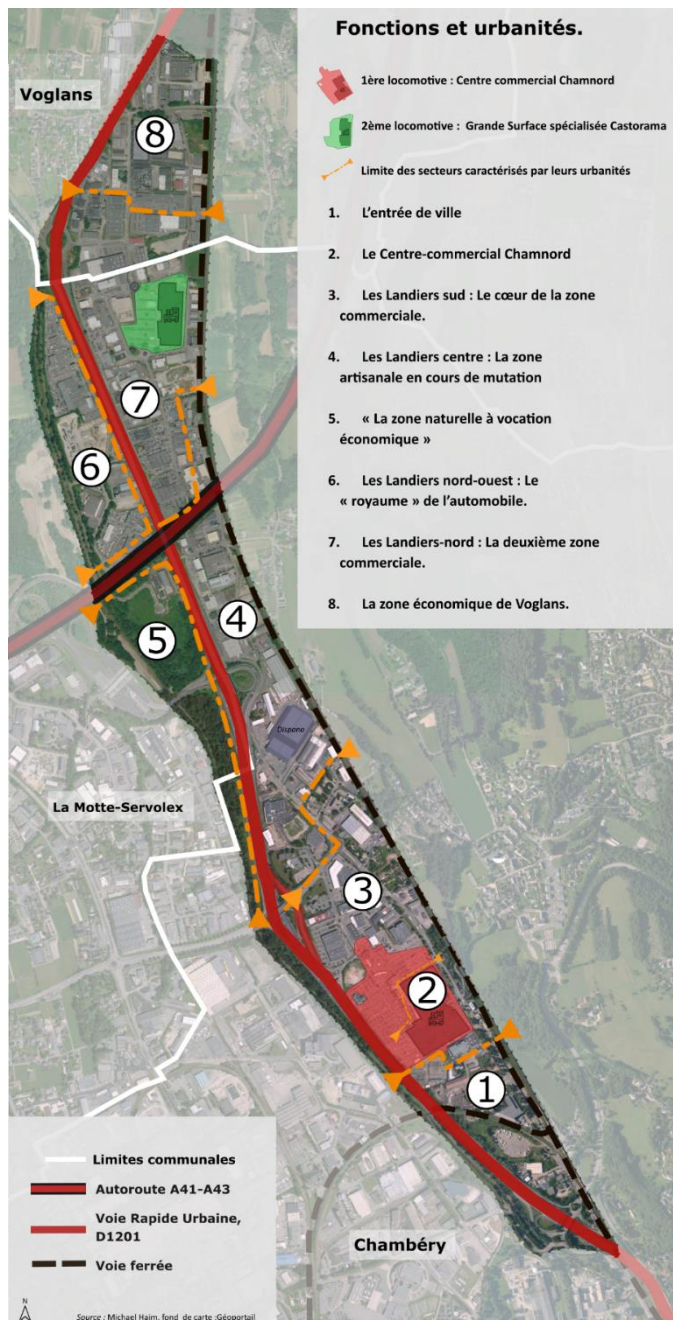 Fonctions et urbanités.
1ère locomotive : Centre commercial Chamnord
2ème locomotive : Grande Surface spécialisée Castorama
Limite des secteurs caractérisés par leurs urbanités
1. L'entrée de ville
2. Le Centre-commercial Chamnord
3. Les Landiers sud : Le cœur de la zone
commerciale.
4. Les Landiers centre : La zone
artisanale en cours de mutation
5. « La zone naturelle à vocation
économique »
6. Les Landiers nord-ouest : Le
« royaume » de l'automobile.
7. Les Landiers-nord : La deuxième zone
commerciale.
8. La zone économique de Voglans.
Voglans
8
7
6
5
4
Dispano
La Motte-Servolex
3
2
1
Chambéry
Limites communales
Autoroute A41-A43
Voie Rapide Urbaine,
D1201
Voie ferrée
N
Source : Michael Haim, fond de carte :Géoportail